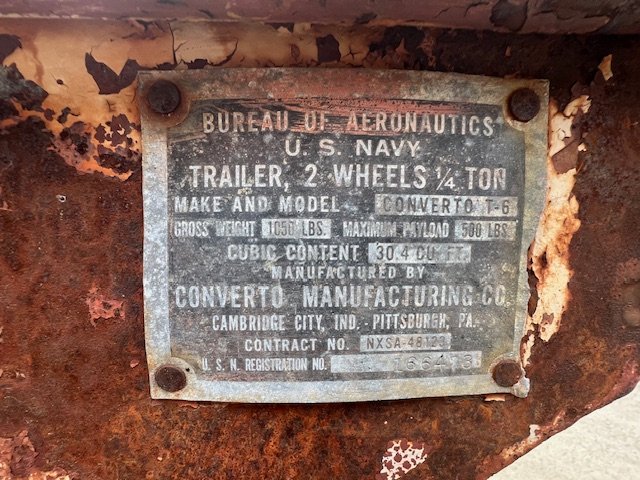 BUREAU OF AERONAUTICS
U. S. NAVY
TRAILER, 2 WHEELS ¼ TON
MAKE AND MODEL CONVERTO T-6
GROSS WEIGHT 1050 LBS. MAXIMUM PAYLOAD 500 LBS
CUBIC CONTENT 30.4 CU FT
MANUFACTURED BY
CONVERTO MANUFACTURING CO.
CAMBRIDGE CITY, IND. - PITTSBURGH, PA.
CONTRACT NO. NXSA-48123
U. S. N. REGISTRATION NO. 166413